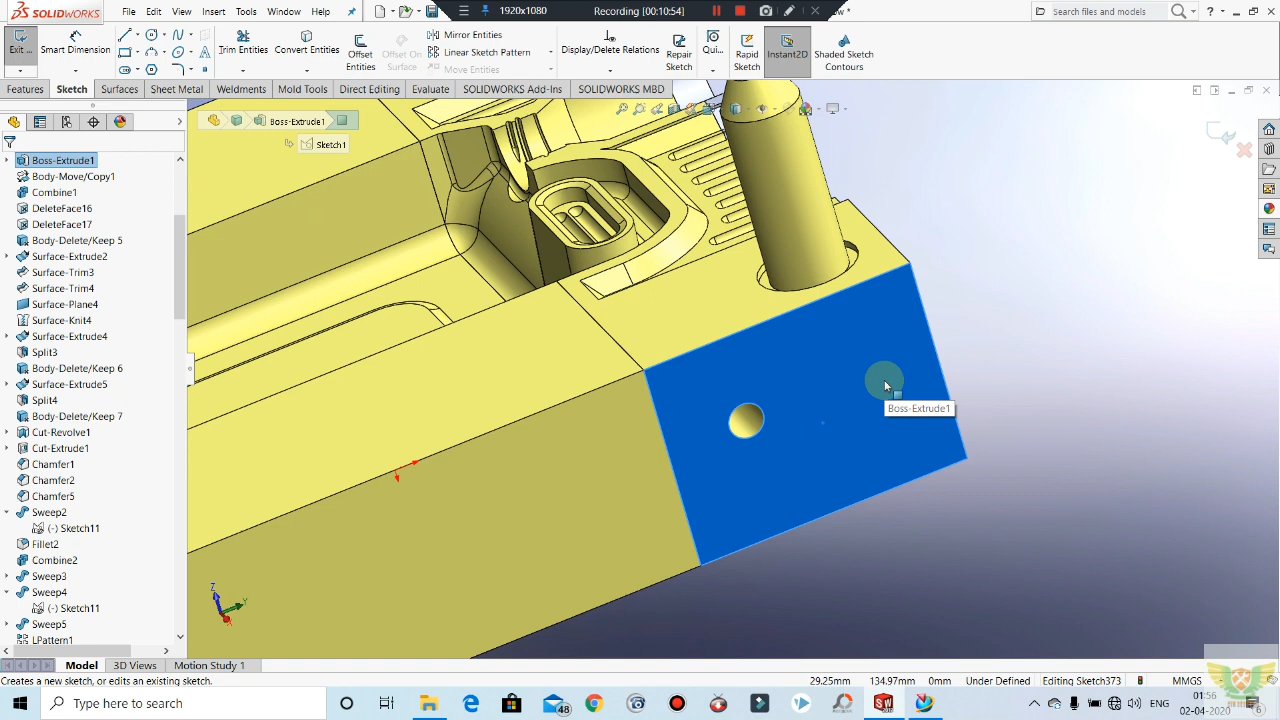 SOLIDWORKS File Edit View Insert Tools Window Help 1920x1080 Recording [00:10:54] Search files and models
Exit ... Smart Dimension Trim Entities Convert Entities Offset Entities Offset On Surface Mirror Entities Linear Sketch Pattern Move Entities Display/Delete Relations Repair Sketch Qui... Rapid Sketch Instant2D Shaded Sketch Contours
Features Sketch Surfaces Sheet Metal Weldments Mold Tools Direct Editing Evaluate SOLIDWORKS Add-Ins SOLIDWORKS MBD
Boss-Extrude1
Sketch1
Boss-Extrude1
Body-Move/Copy1
Combine1
DeleteFace16
DeleteFace17
Body-Delete/Keep 5
Surface-Extrude2
Surface-Trim3
Surface-Trim4
Surface-Plane4
Surface-Knit4
Surface-Extrude4
Split3
Body-Delete/Keep 6
Surface-Extrude5
Split4
Body-Delete/Keep 7
Cut-Revolve1
Cut-Extrude1
Chamfer1
Chamfer2
Chamfer5
Sweep2
(-) Sketch11
Fillet2
Combine2
Sweep3
Sweep4
(-) Sketch11
Sweep5
LPattern1
Boss-Extrude1
Z Y X
Model 3D Views Motion Study 1
Creates a new sketch, or edits an existing sketch. 29.25mm 134.97mm 0mm Under Defined Editing Sketch373 MMGS
Type here to search 48 ENG 01:56
02-04-2020 6